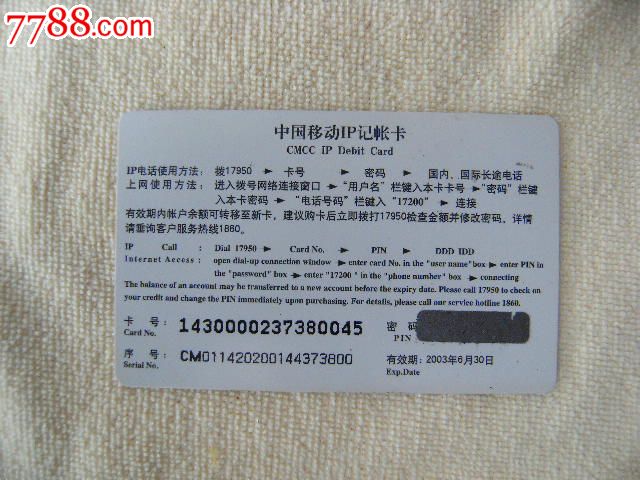 7788.com
中国移动IP记帐卡
CMCC IP Debit Card
IP电话使用方法： 拨17950 卡号 密码 国内、国际长途电话
上网使用方法： 进入拨号网络连接窗口 "用户名"栏键入本卡卡号 "密码"栏键
入本卡密码 "电话号码"栏键入"17200" 连接
有效期内帐户余额可转移至新卡，建议购卡后立即拨打17950检查金额并修改密码，详情
请垂询客户服务热线1860。
IP Call : Dial 17950 Card No. PIN DDD IDD
Internet Access : open dial-up connection window enter card No. in the "user name" box enter PIN in
the "password" box enter "17200" in the "phone number" box connecting
The balance of an account may be transferred to a new account before the expiry date. Please call 17950 to check on
your credit and change the PIN immediately upon purchasing. For details, please call our service hotline 1860.
卡 号： 1430000237380045 密 码
Card No. PIN
序 号： CM011420200144373800 有效期：2003年6月30日
Serial No. Exp.Date